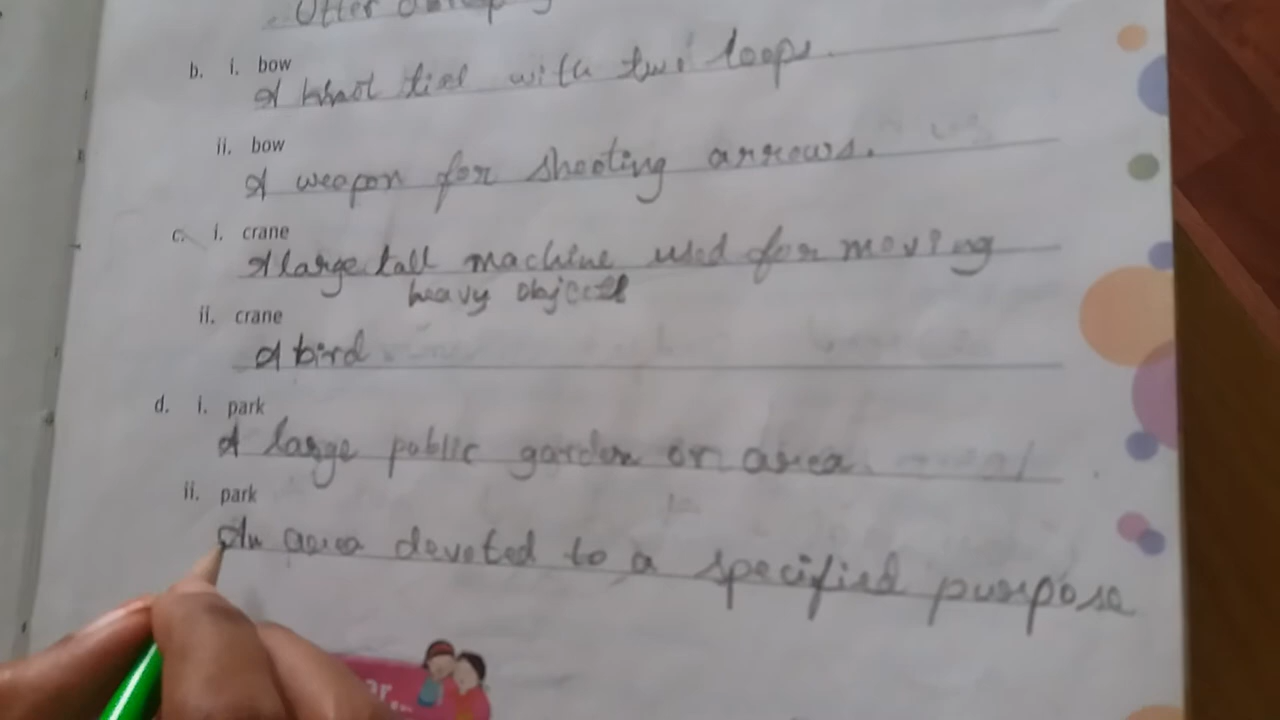 Utter
b. i. bow
A knot tied with two loops.
ii. bow
A weapon for shooting arrows.
c. i. crane
A large tall machine used for moving
heavy objects
ii. crane
A bird
d. i. park
A large public garden or area
ii. park
An area devoted to a specified purpose